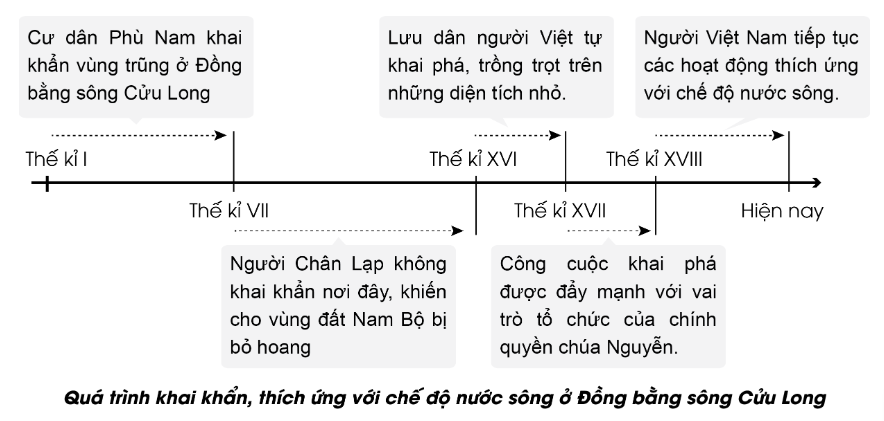 Cư dân Phù Nam khai
khẩn vùng trũng ở Đồng
bằng sông Cửu Long
Lưu dân người Việt tự
khai phá, trồng trọt trên
những diện tích nhỏ.
Người Việt Nam tiếp tục
các hoạt động thích ứng
với chế độ nước sông.
Thế kỉ I
Thế kỉ XVI
Thế kỉ XVIII
Thế kỉ VII
Thế kỉ XVII
Hiện nay
Người Chân Lạp không
khai khẩn nơi đây, khiến
cho vùng đất Nam Bộ bị
bỏ hoang
Công cuộc khai phá
được đẩy mạnh với vai
trò tổ chức của chính
quyền chúa Nguyễn.
Quá trình khai khẩn, thích ứng với chế độ nước sông ở Đồng bằng sông Cửu Long